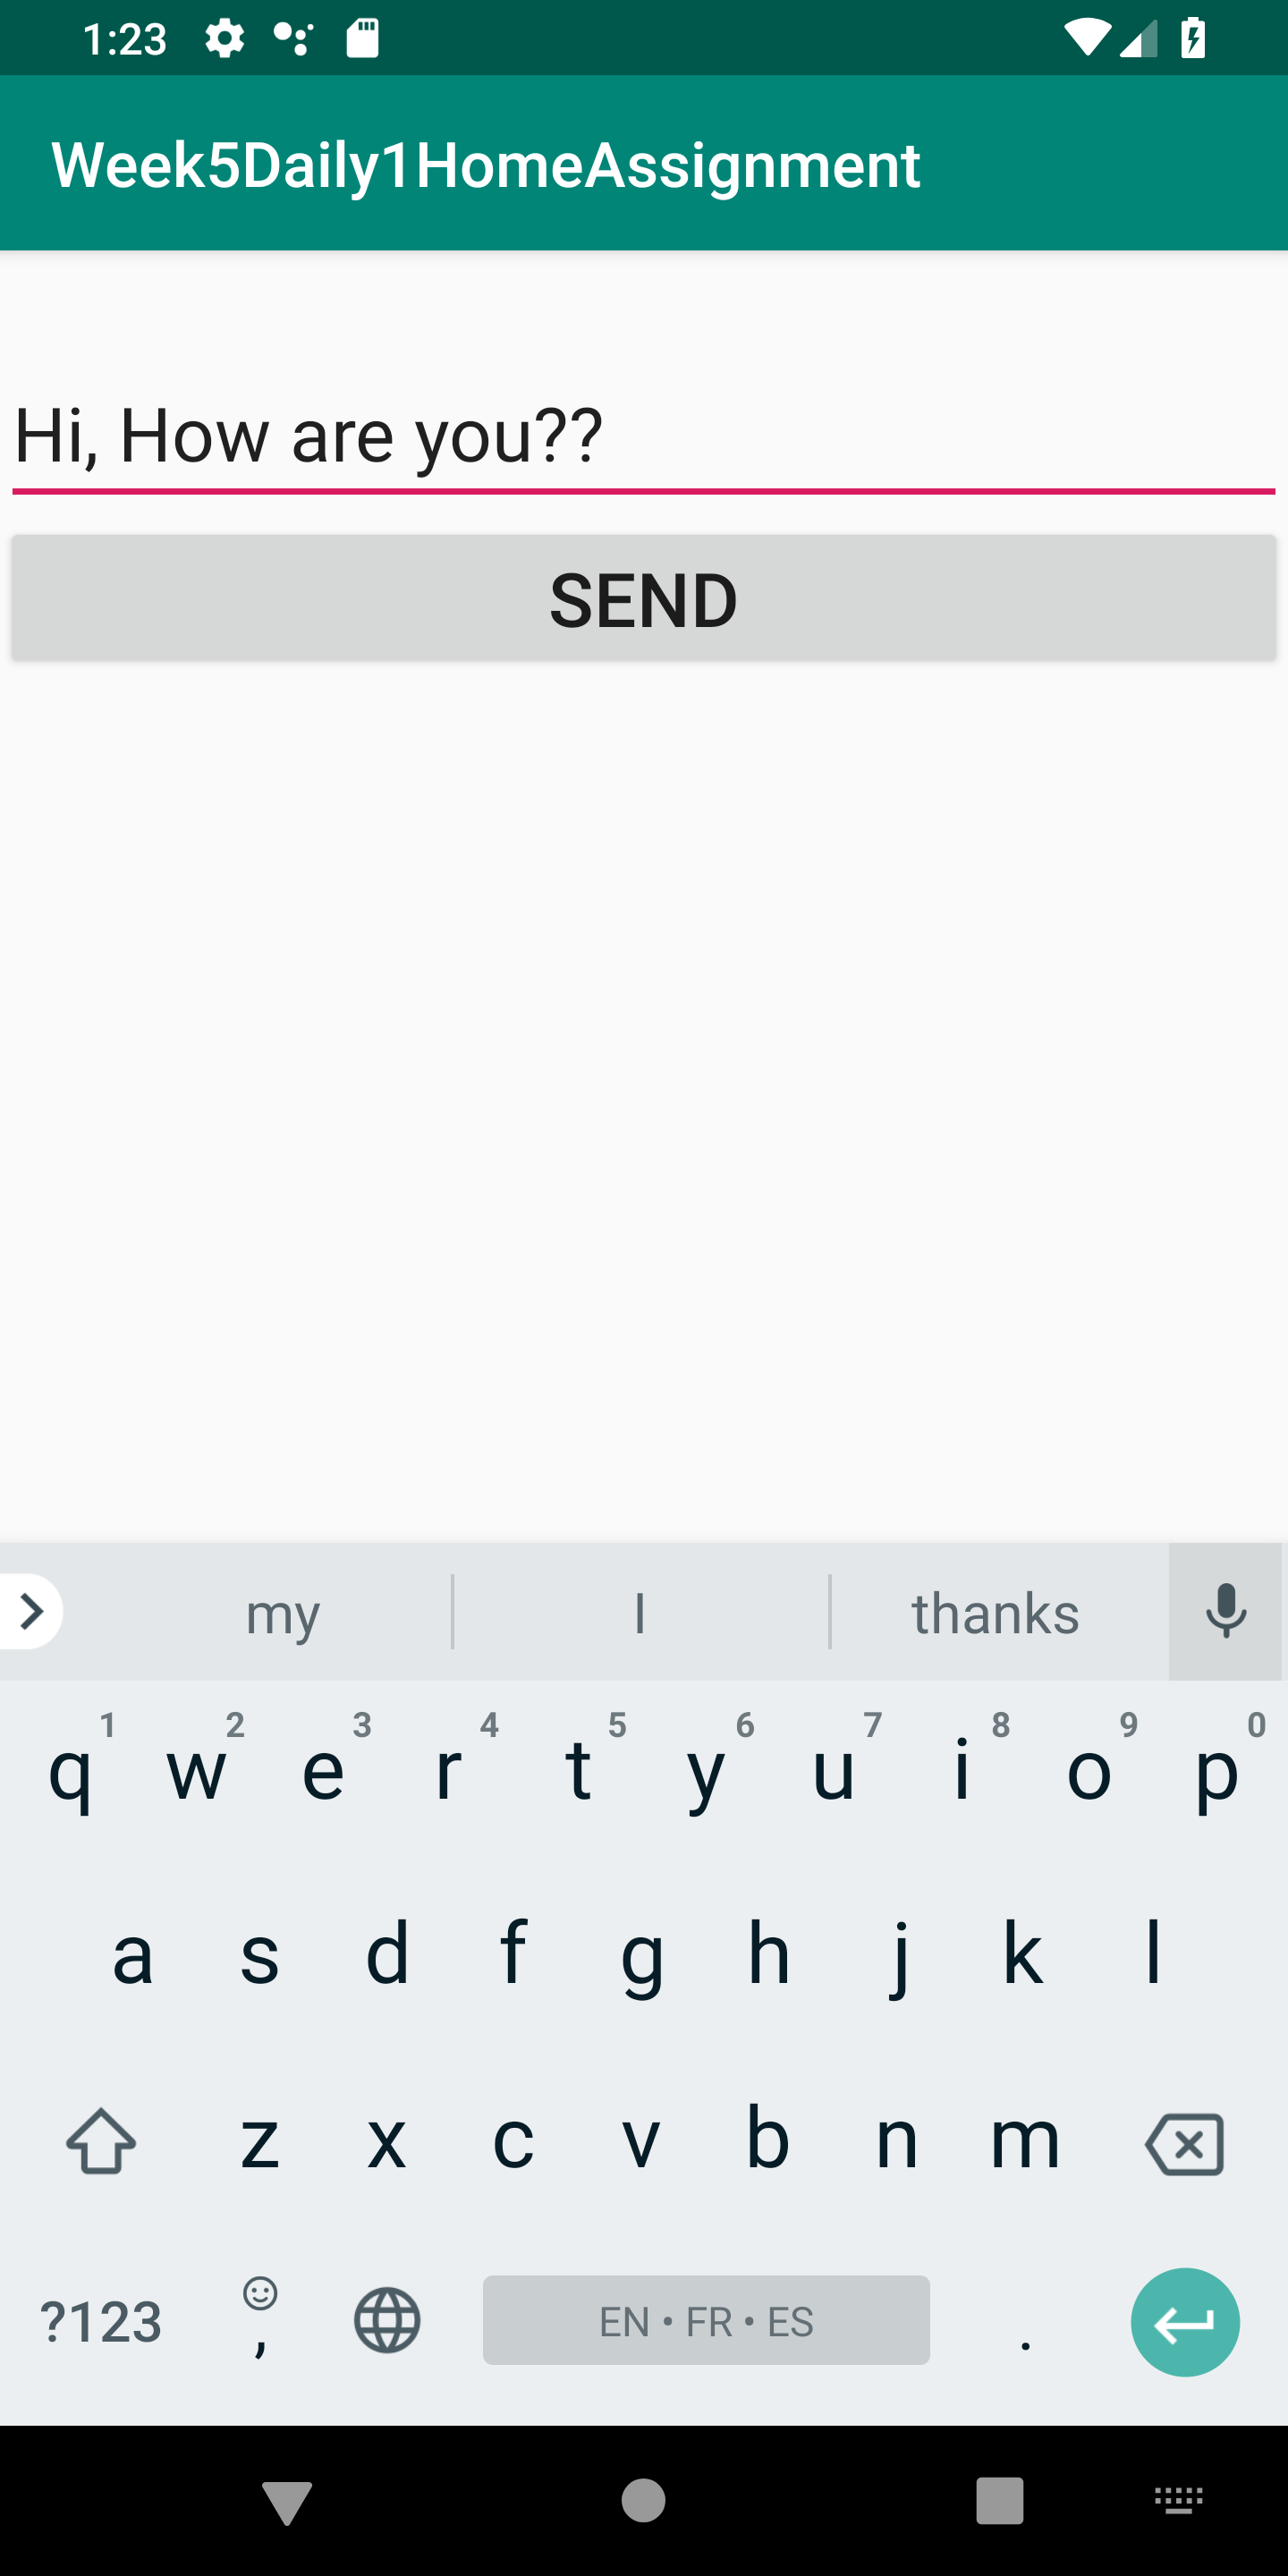 1:23
Week5Daily1HomeAssignment
Hi, How are you??
SEND
my I thanks
1 2 3 4 5 6 7 8 9 0
q w e r t y u i o p
a s d f g h j k l
z x c v b n m
?123 , EN • FR • ES .